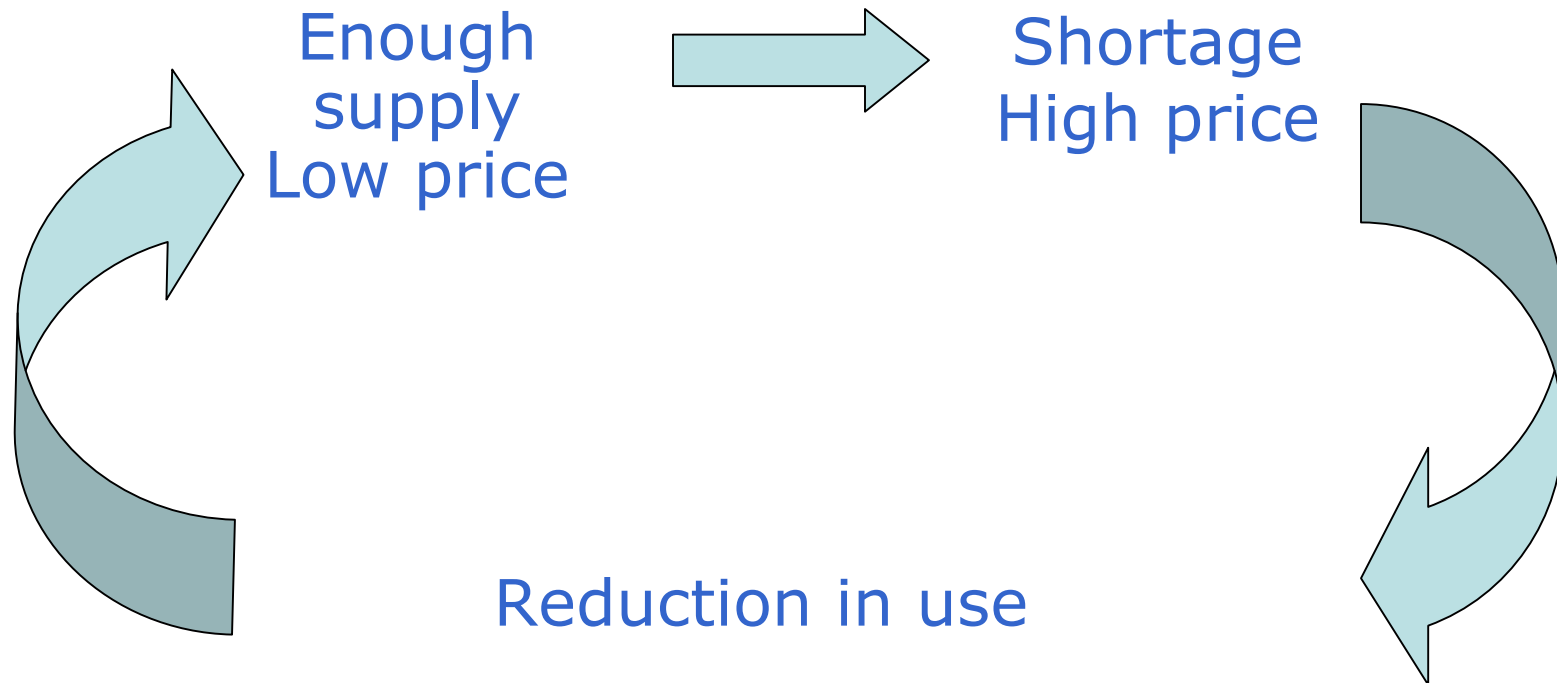 Enough
supply
Low price
Shortage
High price
Reduction in use